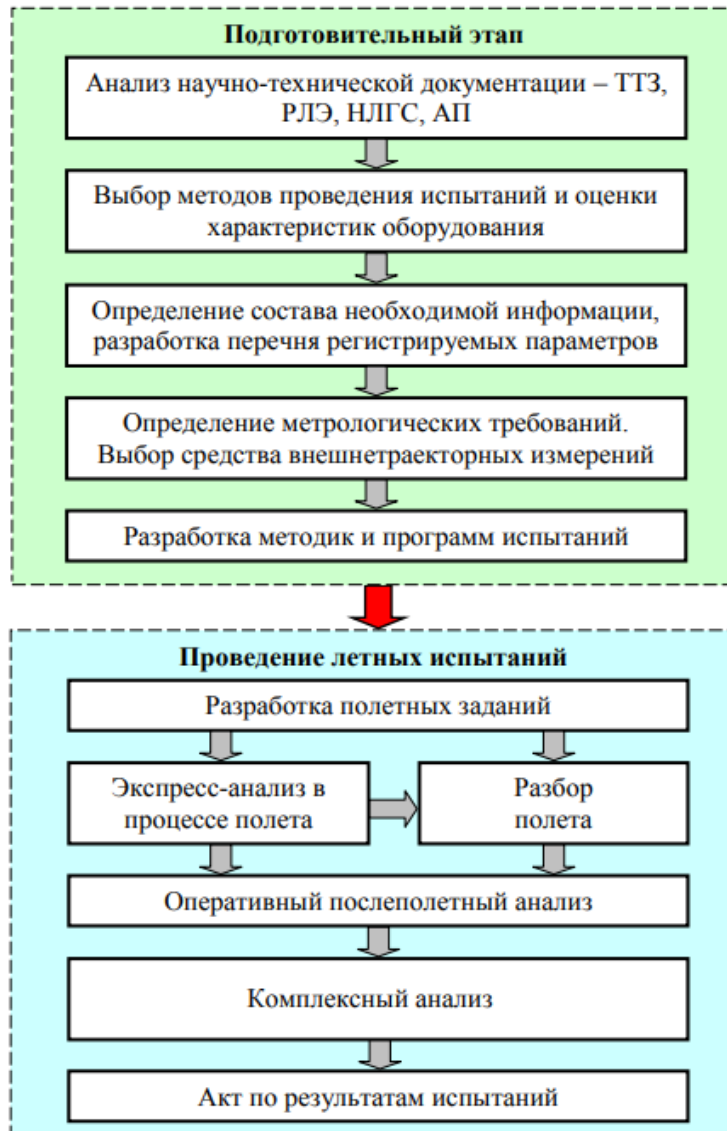 Подготовительный этап
Анализ научно-технической документации – ТТЗ,
РЛЭ, НЛГС, АП
Выбор методов проведения испытаний и оценки
характеристик оборудования
Определение состава необходимой информации,
разработка перечня регистрируемых параметров
Определение метрологических требований.
Выбор средства внешнетраекторных измерений
Разработка методик и программ испытаний
Проведение летных испытаний
Разработка полетных заданий
Экспресс-анализ в
процессе полета
Разбор
полета
Оперативный послеполетный анализ
Комплексный анализ
Акт по результатам испытаний